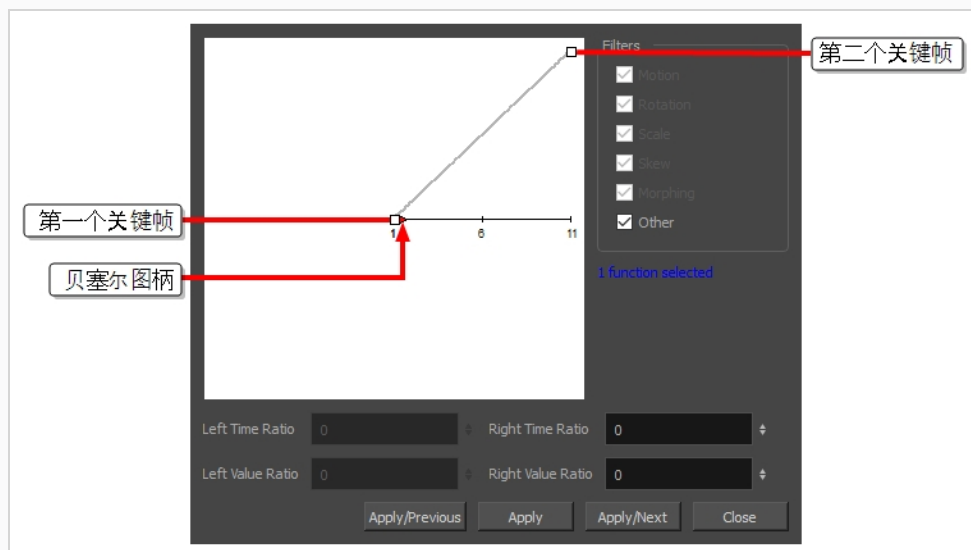 Filters
第二个关键帧
Motion
Rotation
Scale
Skew
Morphing
Other
第一个关键帧
1 6 11
贝塞尔图柄
1 function selected
Left Time Ratio 0 Right Time Ratio 0
Left Value Ratio 0 Right Value Ratio 0
Apply/Previous Apply Apply/Next Close